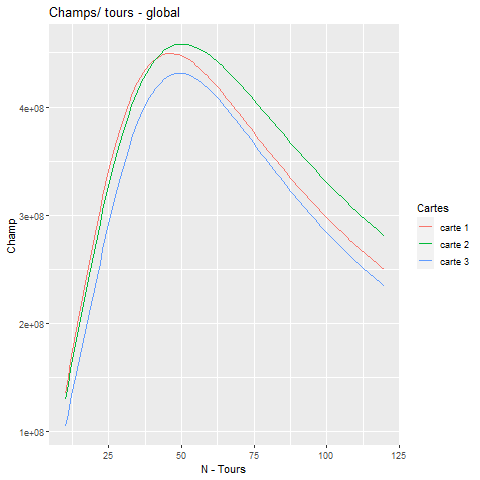 Champs/ tours - global
4e+08
3e+08
2e+08
1e+08
Champ
25
50
75
100
125
N - Tours
Cartes
carte 1
carte 2
carte 3